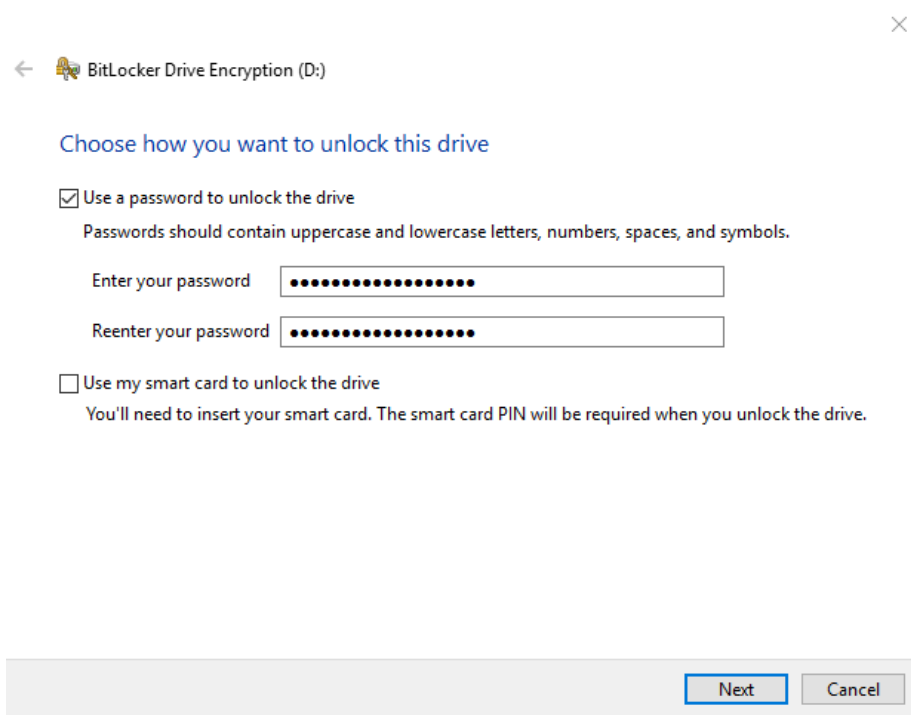 BitLocker Drive Encryption (D:)
Choose how you want to unlock this drive
Use a password to unlock the drive
Passwords should contain uppercase and lowercase letters, numbers, spaces, and symbols.
Enter your password ●●●●●●●●●●●●●●●●●●
Reenter your password ●●●●●●●●●●●●●●●●●●
Use my smart card to unlock the drive
You'll need to insert your smart card. The smart card PIN will be required when you unlock the drive.
Next Cancel